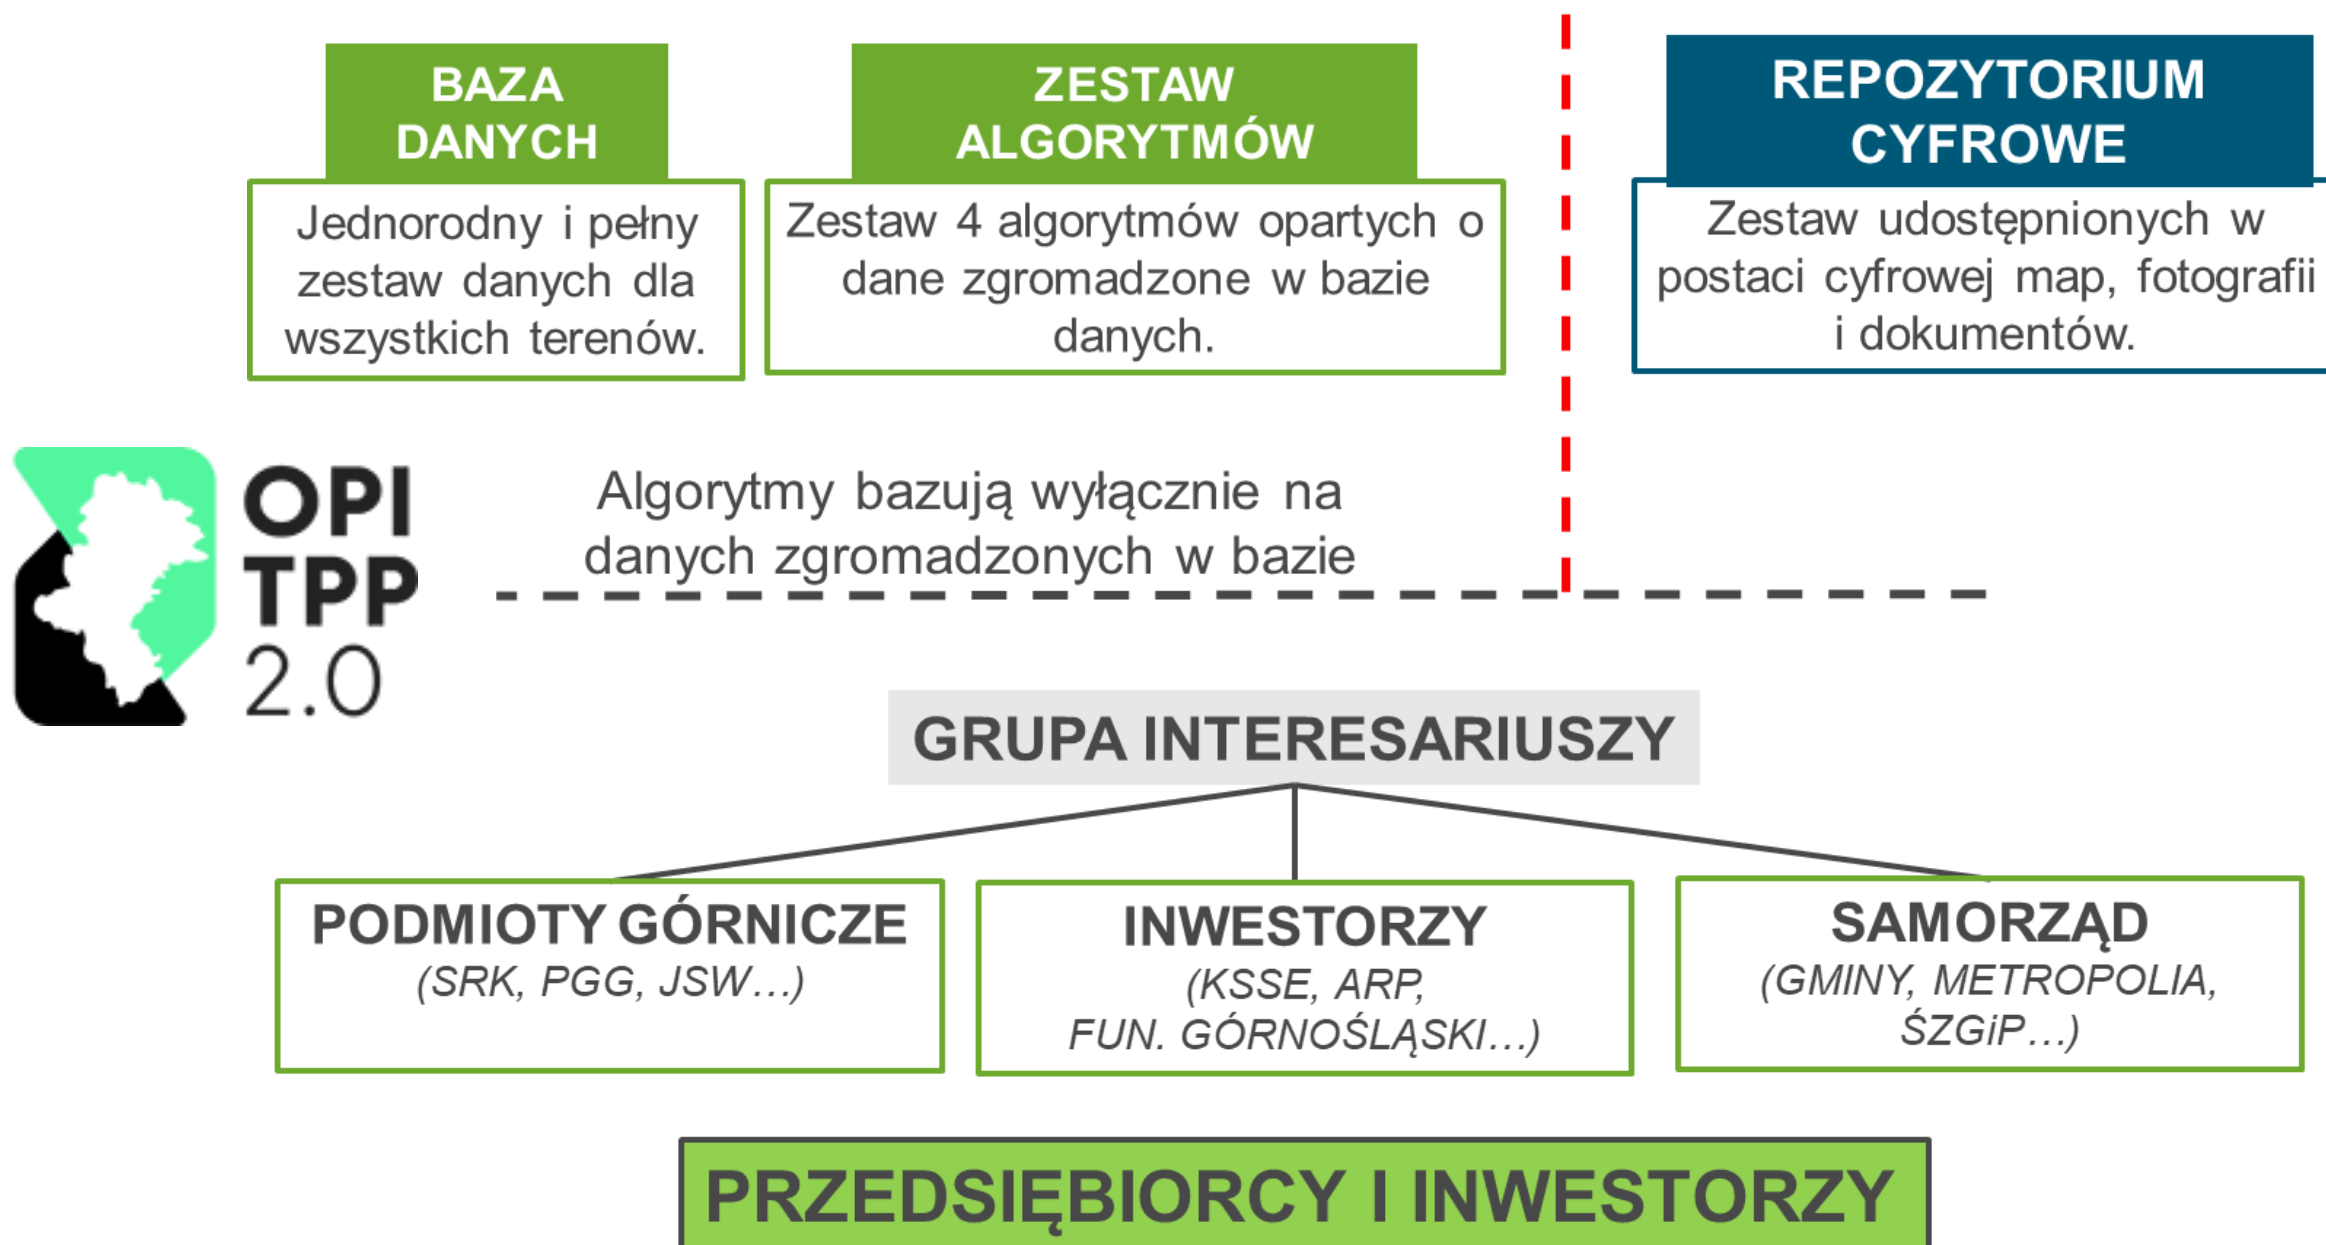 BAZA
DANYCH
Jednorodny i pełny
zestaw danych dla
wszystkich terenów.
ZESTAW
ALGORYTMÓW
Zestaw 4 algorytmów opartych o
dane zgromadzone w bazie
danych.
REPOZYTORIUM
CYFROWE
Zestaw udostępnionych w
postaci cyfrowej map, fotografii
i dokumentów.
OPI
TPP
2.0
Algorytmy bazują wyłącznie na
danych zgromadzonych w bazie
GRUPA INTERESARIUSZY
PODMIOTY GÓRNICZE
(SRK, PGG, JSW…)
INWESTORZY
(KSSE, ARP,
FUN. GÓRNOŚLĄSKI…)
SAMORZĄD
(GMINY, METROPOLIA,
ŚZGiP…)
PRZEDSIĘBIORCY I INWESTORZY